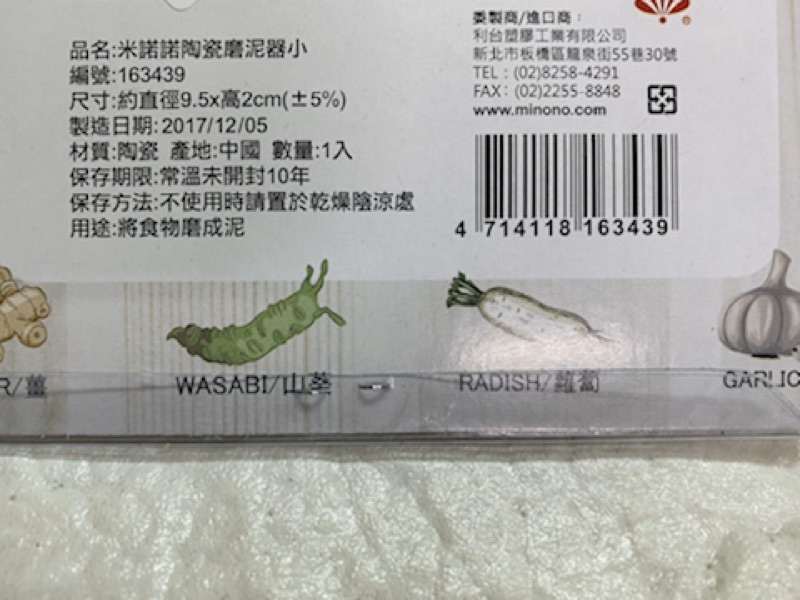 品名:米諾諾陶瓷磨泥器小
編號:163439
尺寸:約直徑9.5x高2cm(±5%)
製造日期:2017/12/05
材質:陶瓷 產地:中國 數量:1入
保存期限:常溫未開封10年
保存方法:不使用時請置於乾燥陰涼處
用途:將食物磨成泥
委製商/進口商：
利台塑膠工業有限公司
新北市板橋區龍泉街55巷30號
TEL：(02)8258-4291
FAX：(02)2255-8848
www.minono.com
4 714118 163439
R/薑
WASABI/山葵
RADISH/蘿蔔
GARLIC